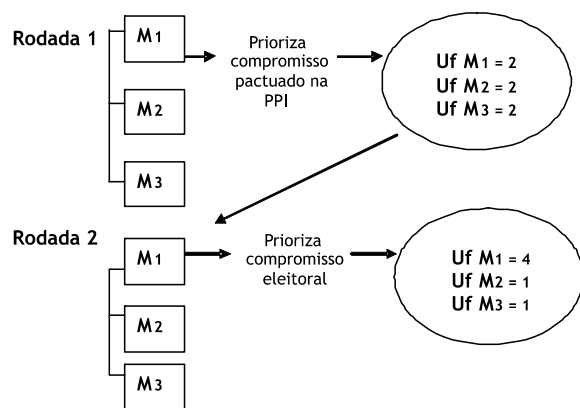 Rodada 1
M1
M2
M3
Prioriza
compromisso
pactuado na
PPI
Uf M1 = 2
Uf M2 = 2
Uf M3 = 2
Rodada 2
M1
M2
M3
Prioriza
compromisso
eleitoral
Uf M1 = 4
Uf M2 = 1
Uf M3 = 1